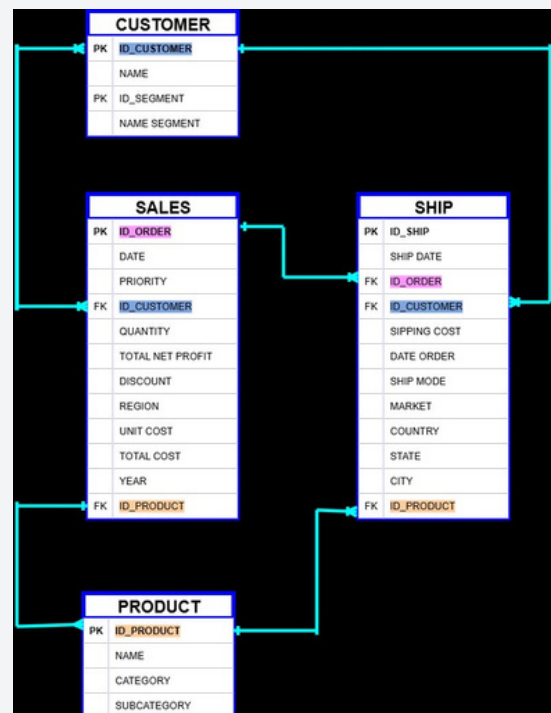 CUSTOMER
PK ID_CUSTOMER
NAME
PK ID_SEGMENT
NAME SEGMENT
SALES
PK ID_ORDER
DATE
PRIORITY
FK ID_CUSTOMER
QUANTITY
TOTAL NET PROFIT
DISCOUNT
REGION
UNIT COST
TOTAL COST
YEAR
FK ID_PRODUCT
SHIP
PK ID_SHIP
SHIP DATE
FK ID_ORDER
FK ID_CUSTOMER
SIPPING COST
DATE ORDER
SHIP MODE
MARKET
COUNTRY
STATE
CITY
FK ID_PRODUCT
PRODUCT
PK ID_PRODUCT
NAME
CATEGORY
SUBCATEGORY